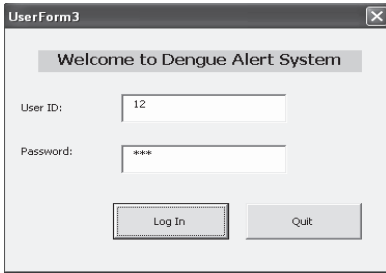 UserForm3
Welcome to Dengue Alert System
User ID:
12
Password:
***
Log In
Quit